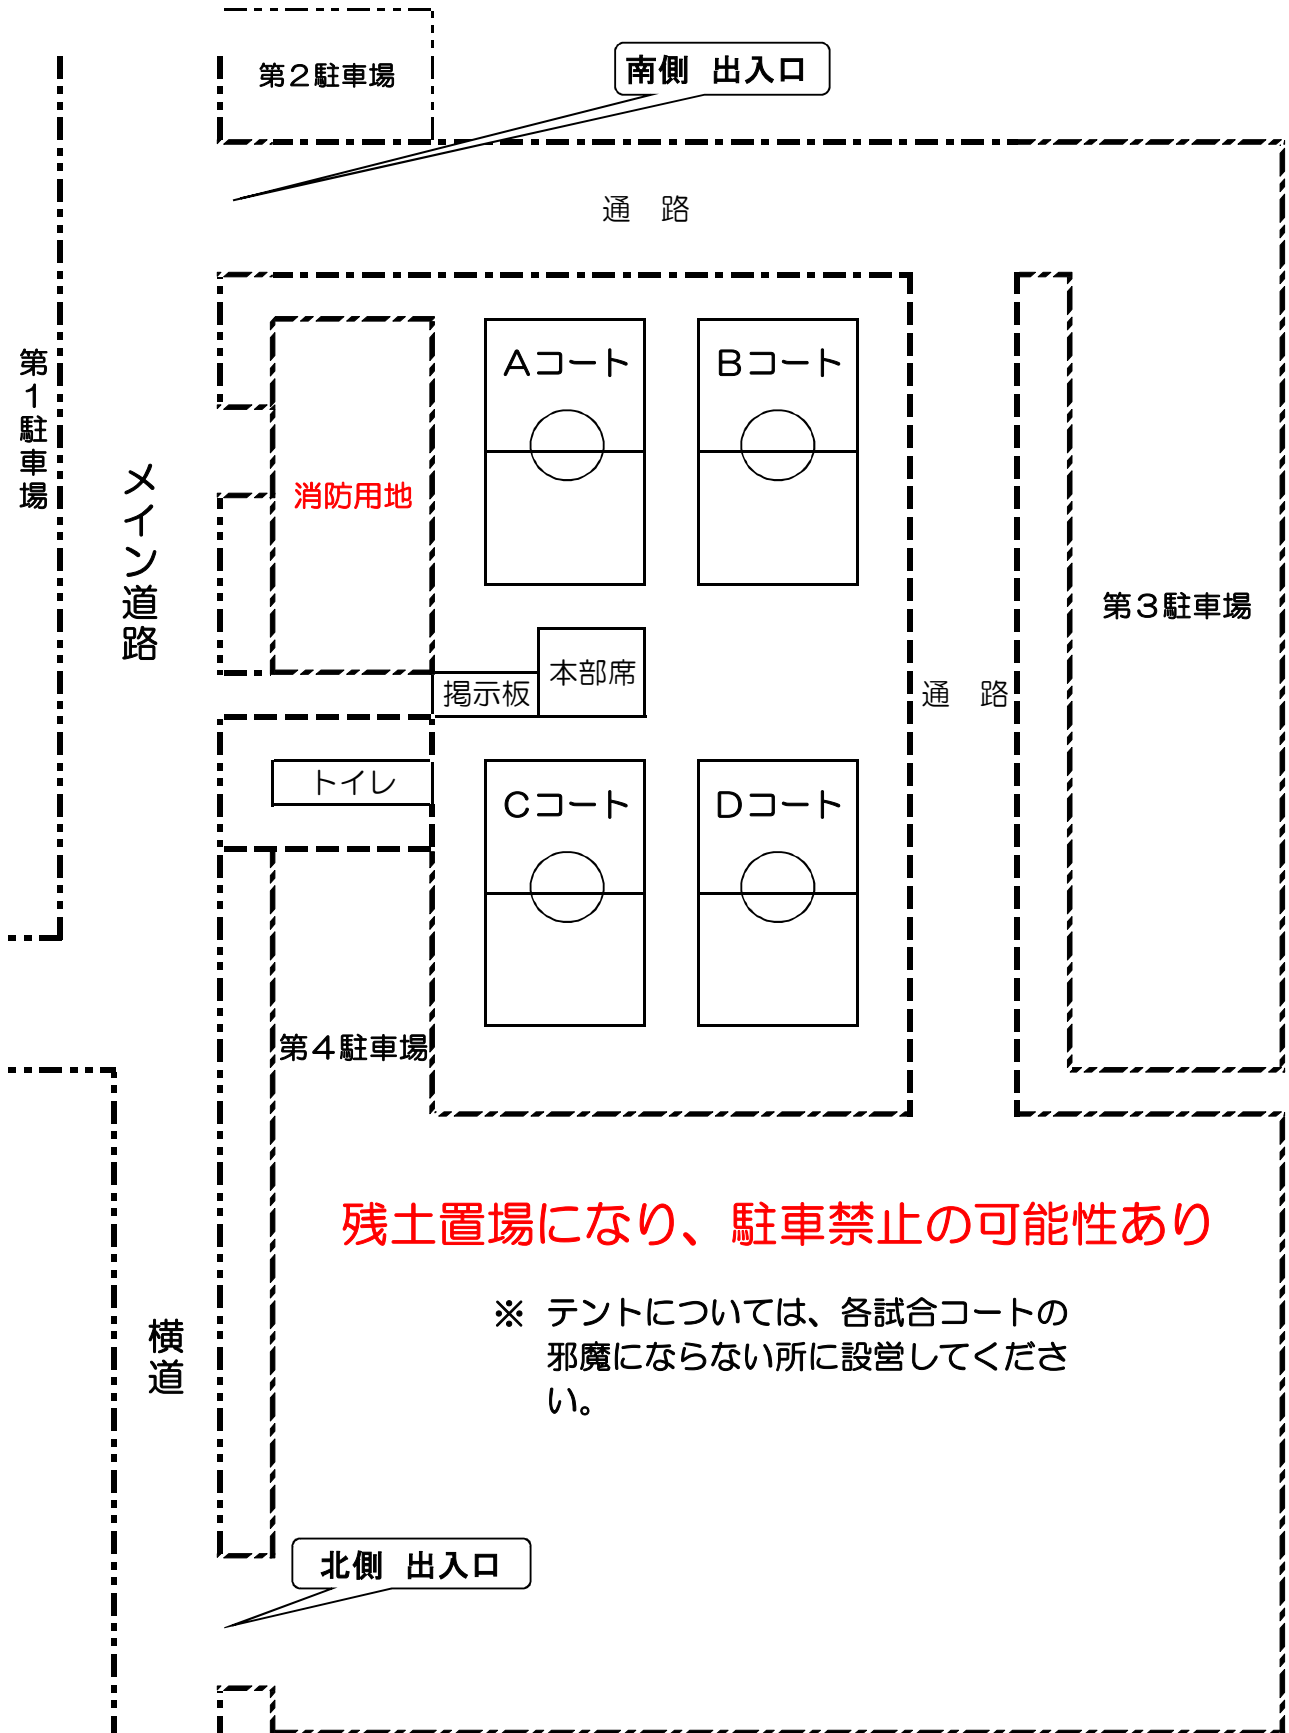 第２駐車場
南側 出入口
通 路
Ａコート
Ｂコート
第１駐車場
メイン道路
消防用地
第３駐車場
本部席
掲示板
通 路
トイレ
Ｃコート
Ｄコート
第４駐車場
残土置場になり、駐車禁止の可能性あり
※ テントについては、各試合コートの
邪魔にならない所に設営してくださ
い。
横道
北側 出入口